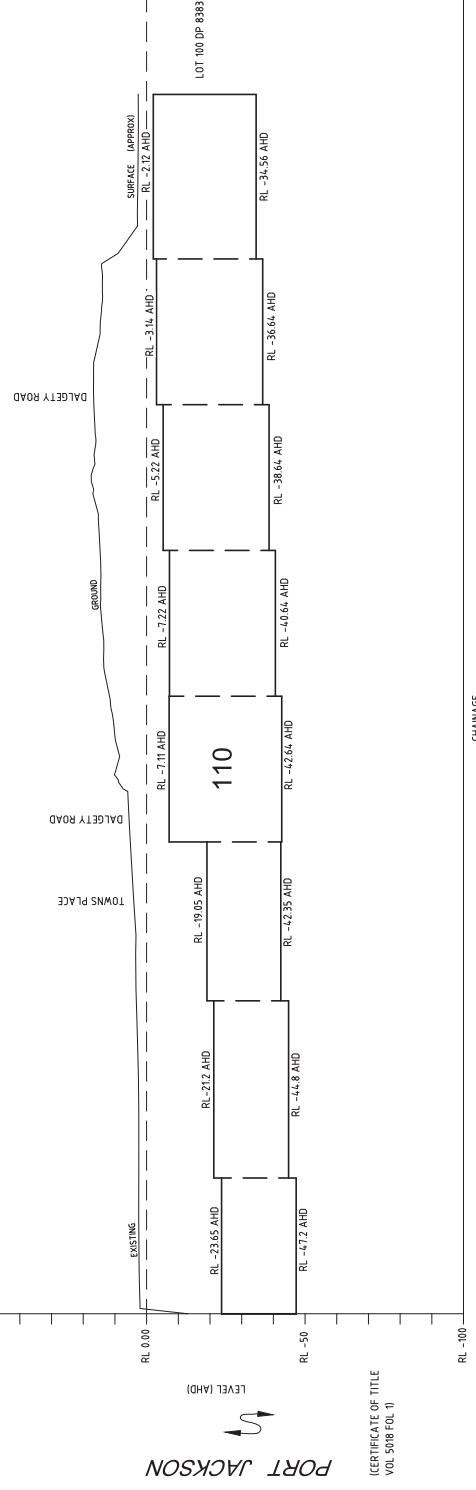 PORT JACKSON
(CERTIFICATE OF TITLE
VOL 5018 FOL 1)
LEVEL (AHD)
RL 0.00
RL -50
RL -100
EXISTING
GROUND
SURFACE (APPROX)
TOWNS PLACE
DALGETY ROAD
DALGETY ROAD
RL -23.65 AHD
RL -21.2 AHD
RL -19.05 AHD
RL -7.11 AHD
RL -7.22 AHD
RL -5.22 AHD
RL -3.14 AHD
RL -2.12 AHD
110
RL -47.2 AHD
RL -44.8 AHD
RL -42.35 AHD
RL -42.64 AHD
RL -40.64 AHD
RL -38.64 AHD
RL -36.64 AHD
RL -34.56 AHD
LOT 100 DP 8383